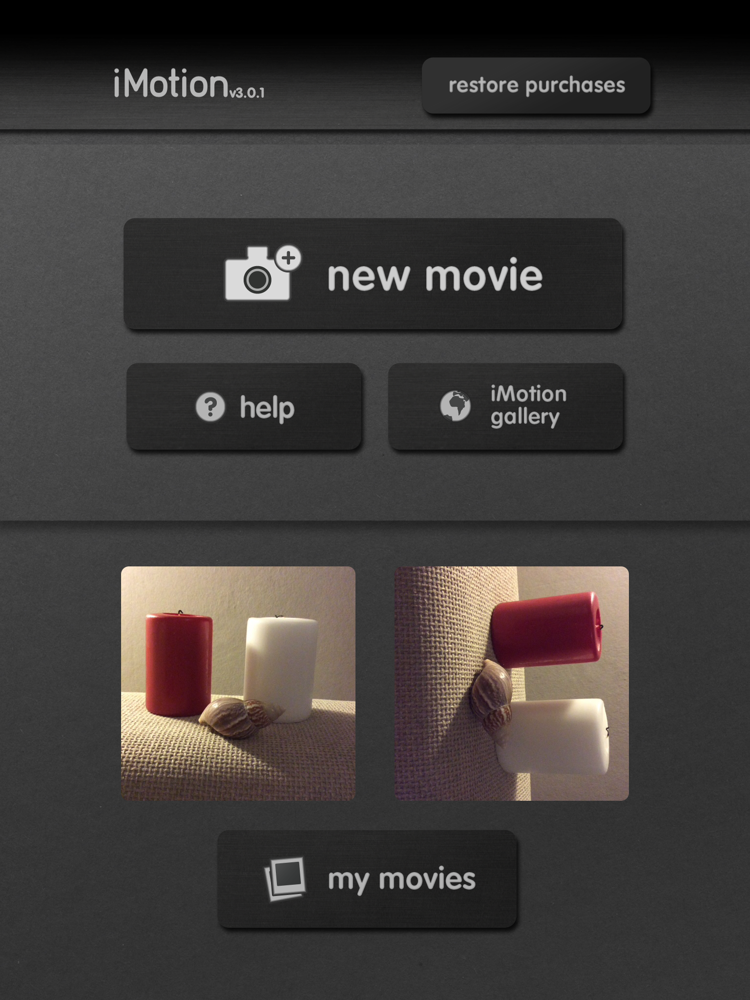 iMotion v3.0.1
restore purchases
new movie
help
iMotion
gallery
my movies